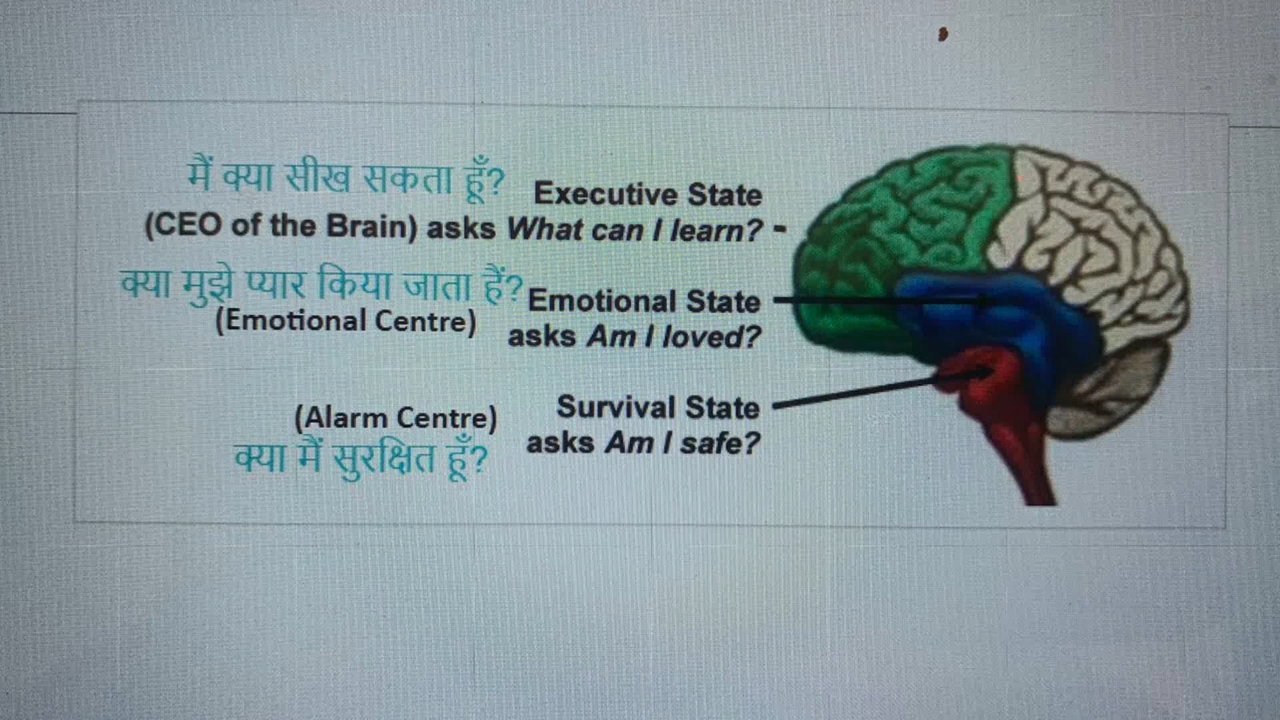 मैं क्या सीख सकता हूँ? Executive State
(CEO of the Brain) asks What can I learn? -
क्या मुझे प्यार किया जाता हैं? Emotional State
(Emotional Centre) asks Am I loved?
(Alarm Centre) Survival State
क्या मैं सुरक्षित हूँ? asks Am I safe?